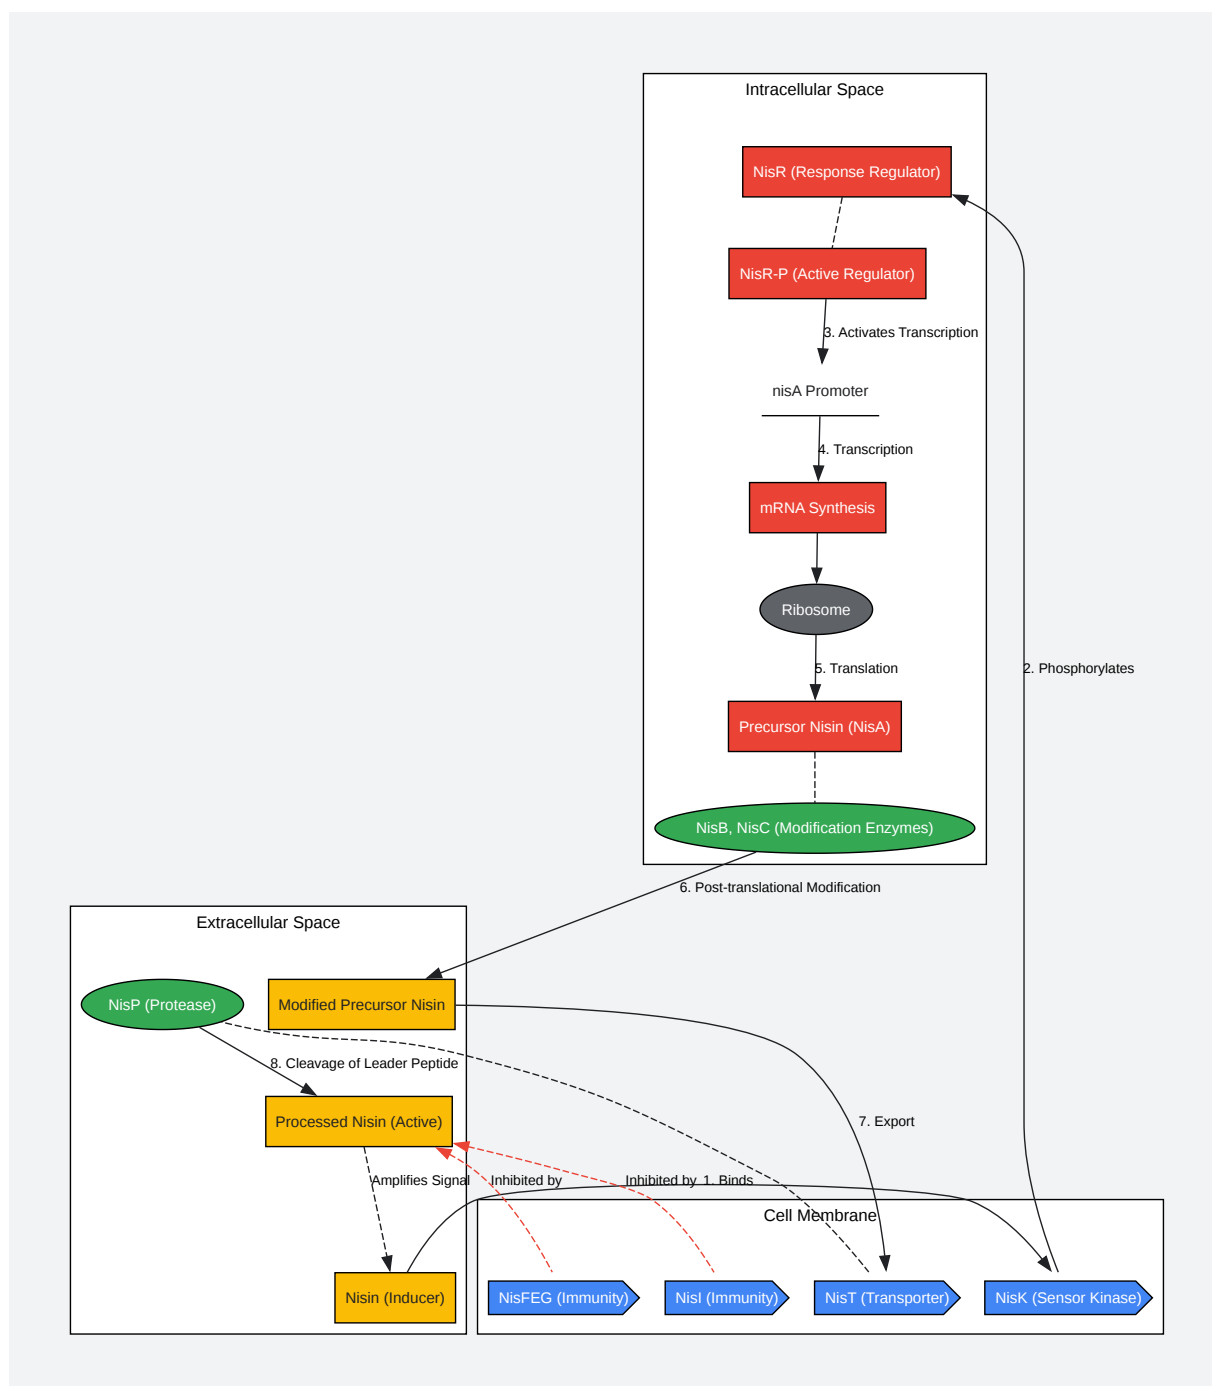 Intracellular Space
NisR (Response Regulator)
NisR-P (Active Regulator)
3. Activates Transcription
nisA Promoter
4. Transcription
mRNA Synthesis
Ribosome
5. Translation
2. Phosphorylates
Precursor Nisin (NisA)
NisB, NisC (Modification Enzymes)
6. Post-translational Modification
Extracellular Space
NisP (Protease)
Modified Precursor Nisin
8. Cleavage of Leader Peptide
Processed Nisin (Active)
7. Export
Amplifies Signal
Inhibited by
Inhibited by
1. Binds
Cell Membrane
Nisin (Inducer)
NisFEG (Immunity)
NisI (Immunity)
NisT (Transporter)
NisK (Sensor Kinase)